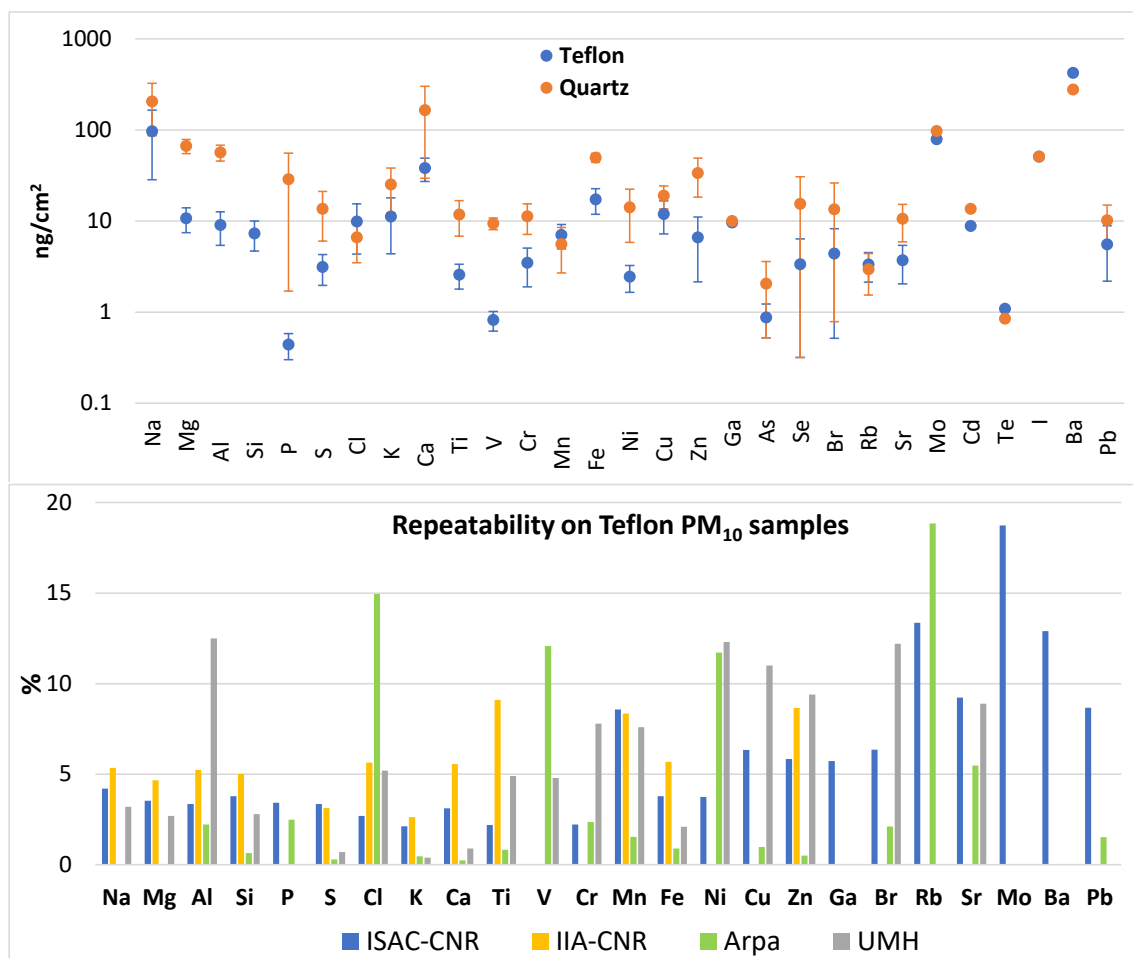 1000
100
10
1
0.1
ng/cm²
Teflon
Quartz
Na Mg Al Si P S Cl K Ca Ti V Cr Mn Fe Ni Cu Zn Ga As Se Br Rb Sr Mo Cd Te I Ba Pb
Repeatability on Teflon PM₁₀ samples
20
15
10
5
0
%
Na Mg Al Si P S Cl K Ca Ti V Cr Mn Fe Ni Cu Zn Ga Br Rb Sr Mo Ba Pb
ISAC-CNR IIA-CNR Arpa UMH